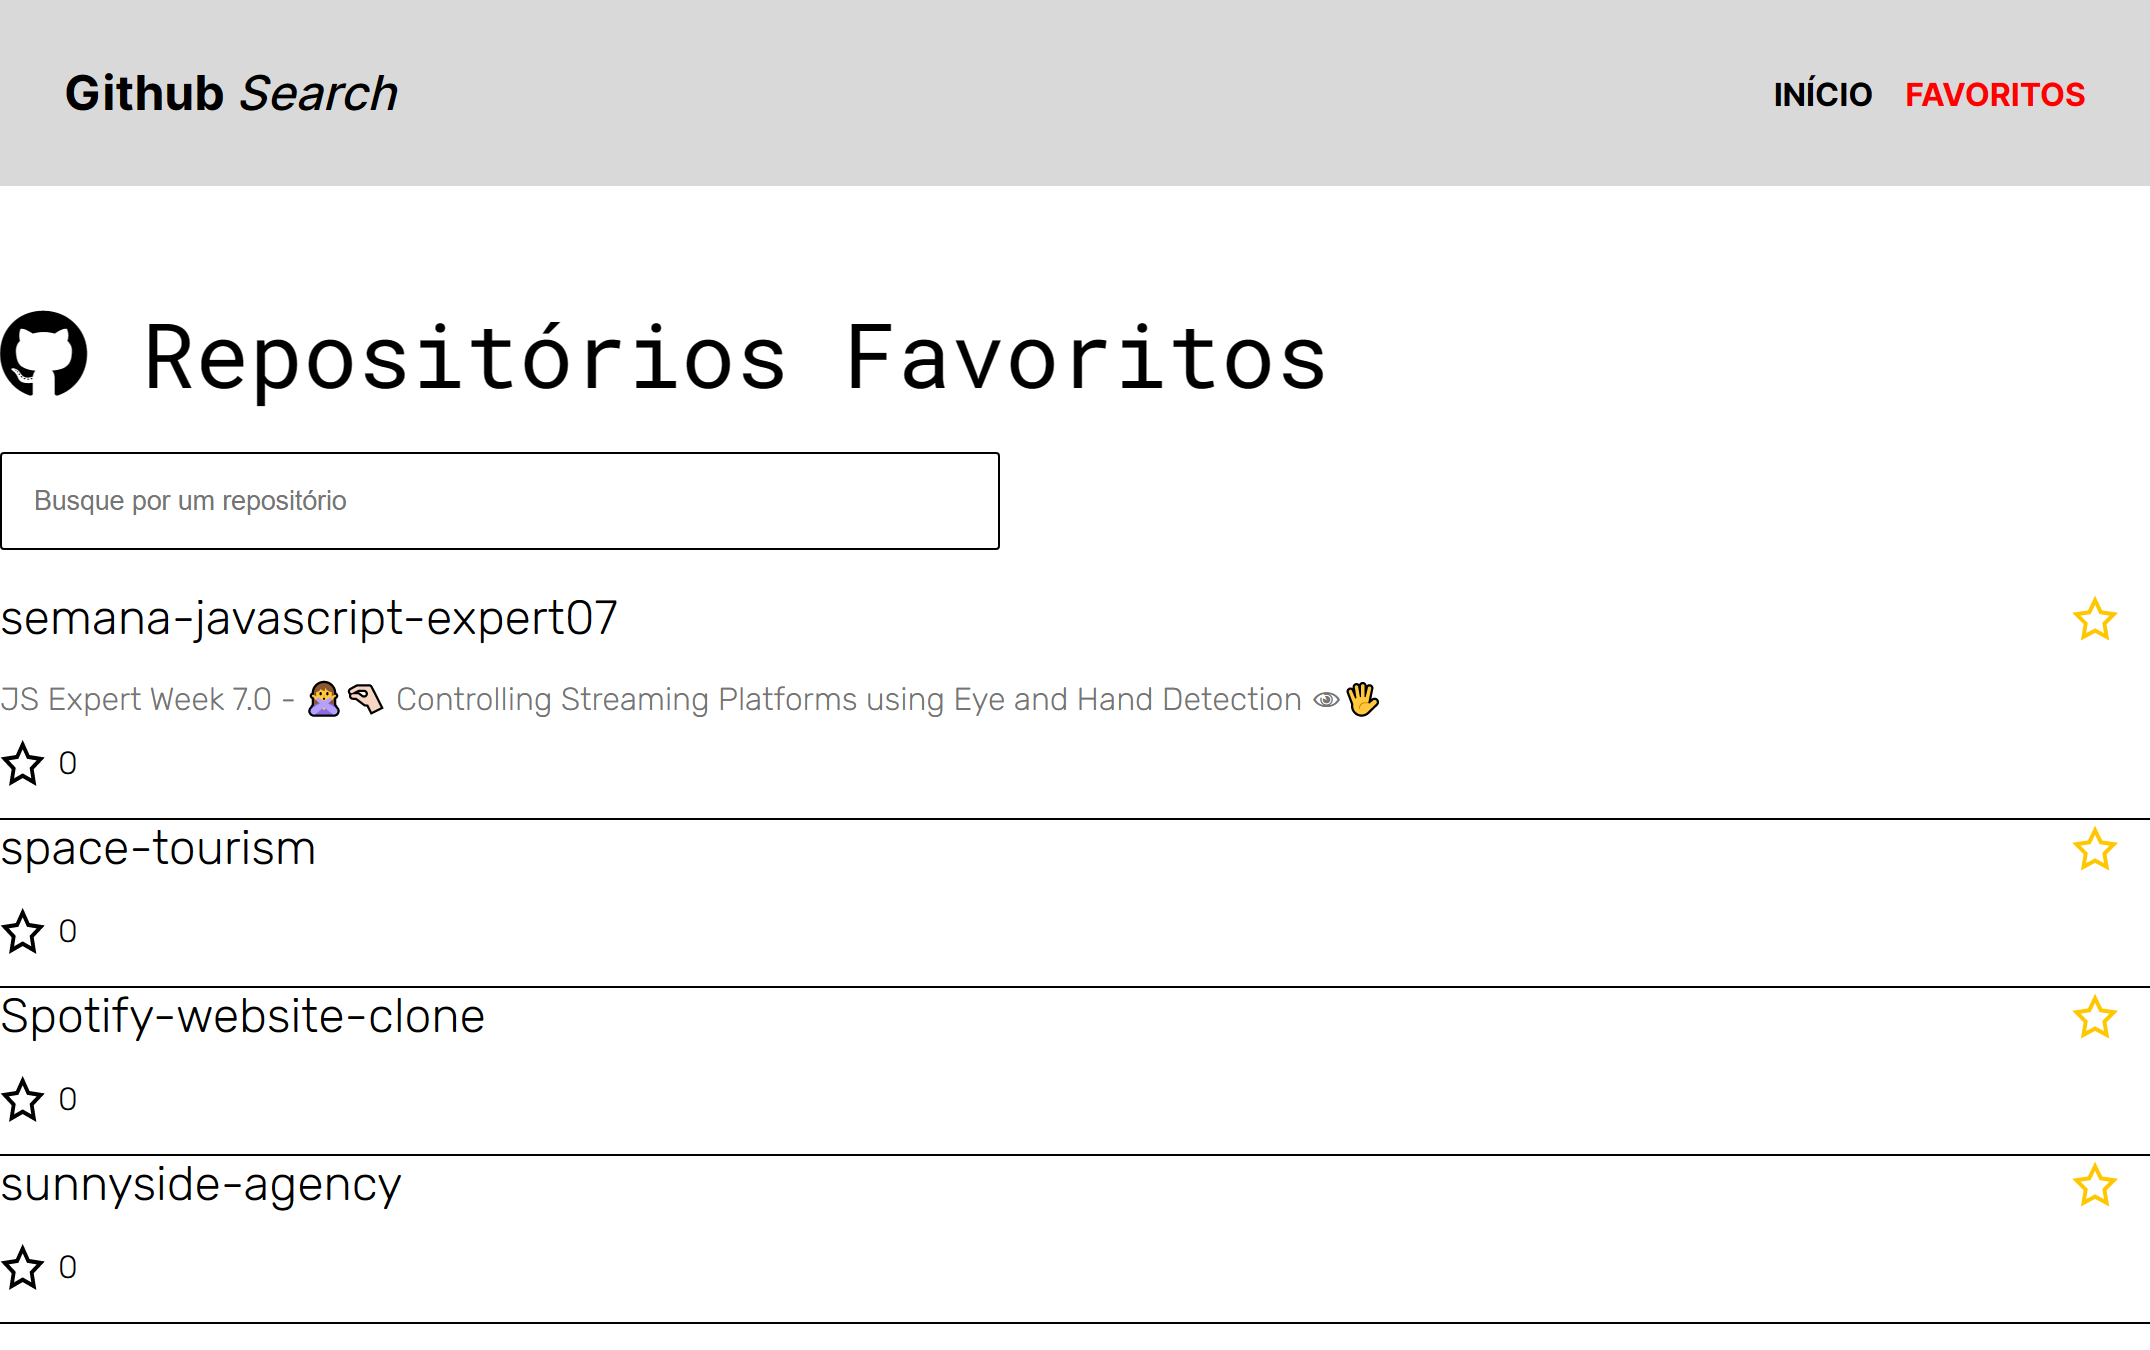 Github Search
INÍCIO FAVORITOS
Repositórios Favoritos
Busque por um repositório
semana-javascript-expert07
JS Expert Week 7.0 - 🙅🤏🏻 Controlling Streaming Platforms using Eye and Hand Detection 👁🖐
0
space-tourism
0
Spotify-website-clone
0
sunnyside-agency
0